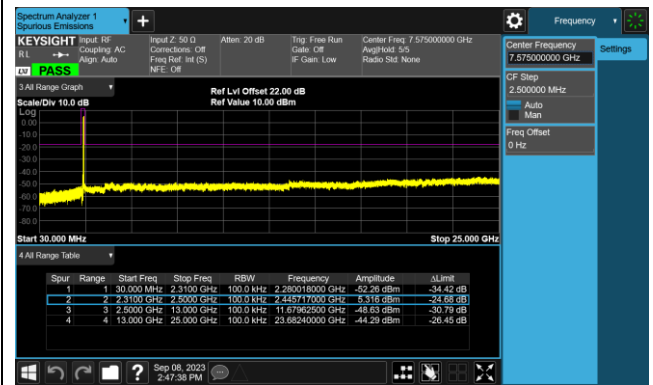 Spectrum Analyzer 1
Spurious Emissions
Frequency
KEYSIGHT
Input: RF
Coupling: AC
Align: Auto
Input Z: 50 Ω
Corrections: Off
Freq Ref: Int (S)
NFE: Off
Atten: 20 dB
Trig: Free Run
Gate: Off
IF Gain: Low
Center Freq: 7.575000000 GHz
Avg|Hold: 5/5
Radio Std: None
R L
LXI
PASS
Center Frequency
7.575000000 GHz
Settings
CF Step
2.500000 MHz
Auto
Man
Freq Offset
0 Hz
3 All Range Graph
Scale/Div 10.0 dB
Ref Lvl Offset 22.00 dB
Ref Value 10.00 dBm
Log
0.00
-10.0
-20.0
-30.0
-40.0
-50.0
-60.0
-70.0
-80.0
Start 30.000 MHz
Stop 25.000 GHz
4 All Range Table
Spur Range Start Freq Stop Freq RBW Frequency Amplitude ΔLimit
1 1 30.000 MHz 2.3100 GHz 100.0 kHz 2.280018000 GHz -52.26 dBm -34.42 dB
2 2 2.3100 GHz 2.5000 GHz 100.0 kHz 2.445717000 GHz 5.316 dBm -24.68 dB
3 3 2.5000 GHz 13.000 GHz 100.0 kHz 11.67962500 GHz -48.63 dBm -30.79 dB
4 4 13.000 GHz 25.000 GHz 100.0 kHz 23.68240000 GHz -44.29 dBm -26.45 dB
Sep 08, 2023
2:47:38 PM